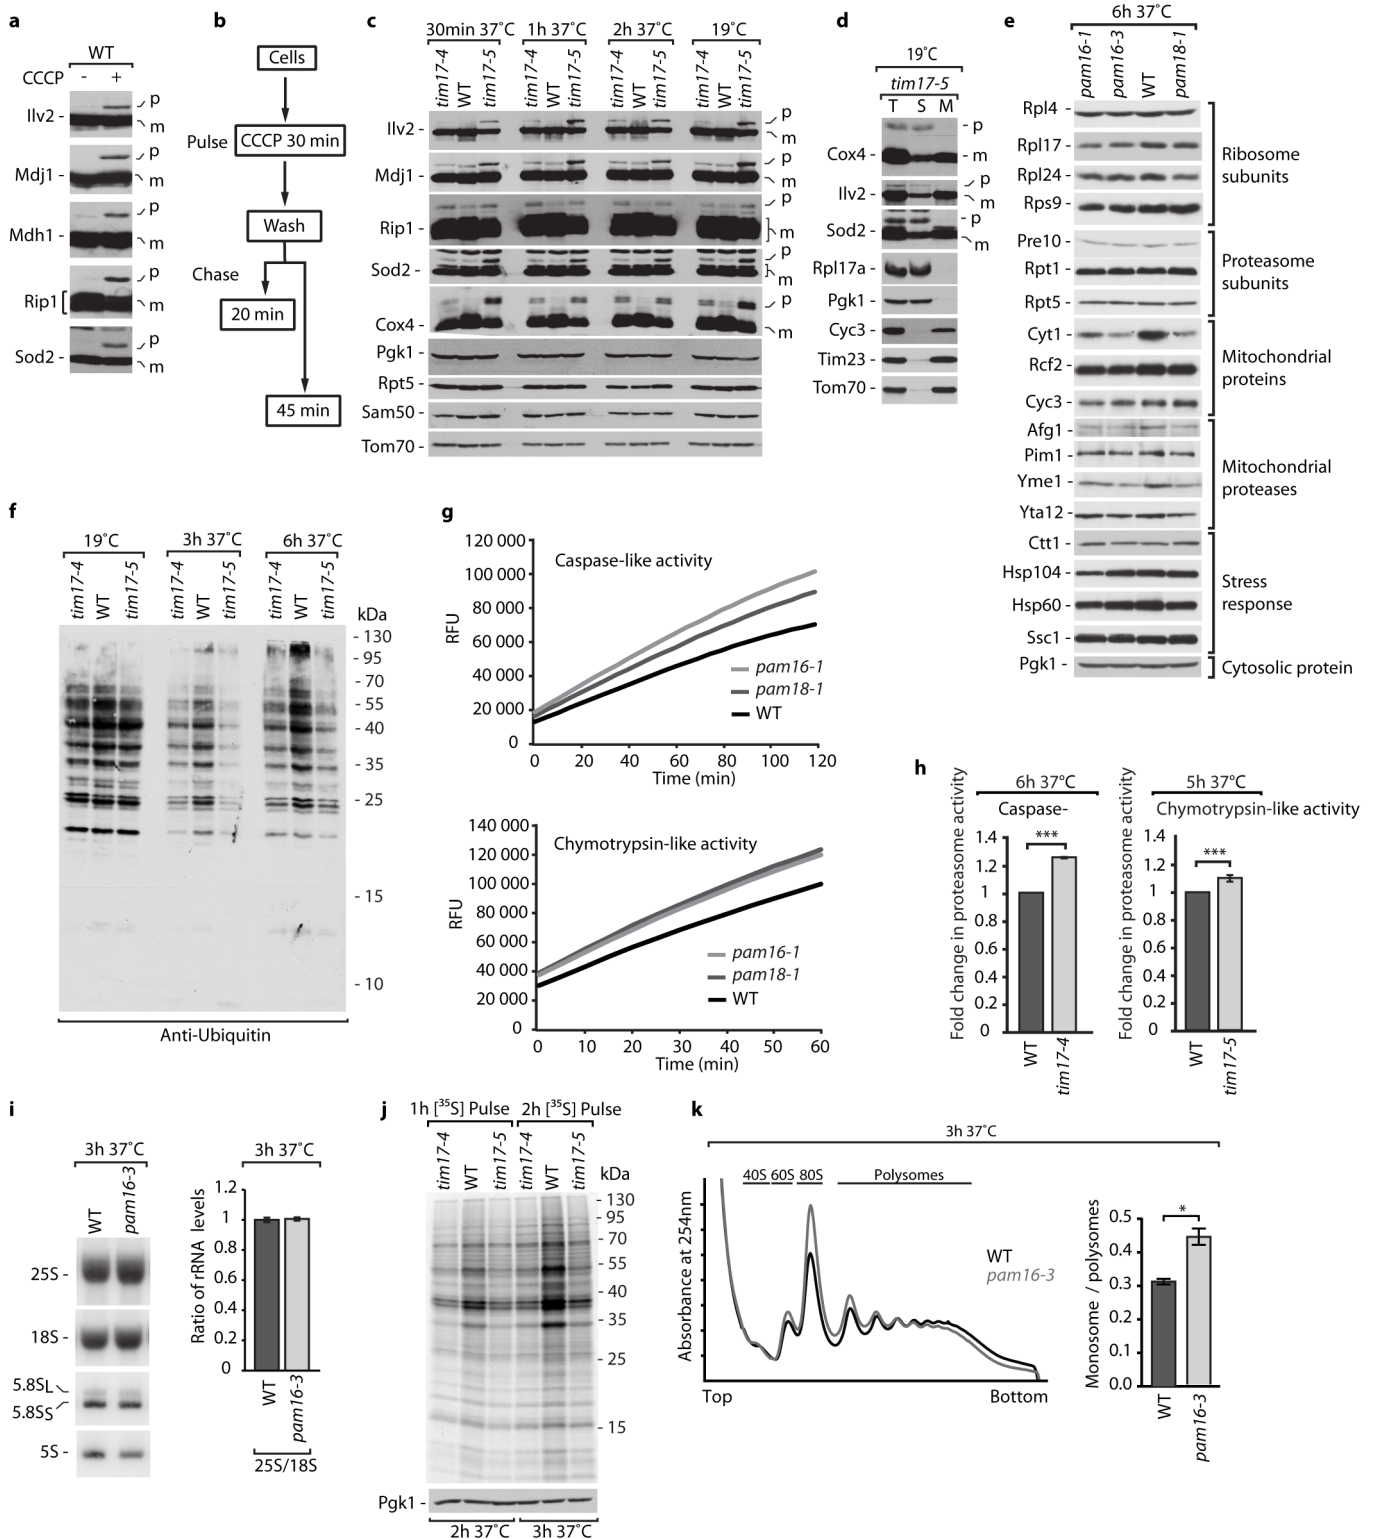 a
WT
CCCP - +
Ilv2 p m
Mdj1 - p m
Mdh1 - p m
Rip1 p m
Sod2 - p m
b
Cells
Pulse CCCP 30 min
Wash
Chase
20 min
45 min
c
30min 37˚C 1h 37˚C 2h 37˚C 19˚C
tim17-4 WT tim17-5 tim17-4 WT tim17-5 tim17-4 WT tim17-5 tim17-4 WT tim17-5
Ilv2 - p m
Mdj1 - p m
Rip1 - p m
Sod2 - p m
Cox4 - p m
Pgk1 -
Rpt5 -
Sam50 -
Tom70 -
d
19˚C
tim17-5
T S M
Cox4 - - p - m
Ilv2 - p m
Sod2 - - p m
Rpl17a -
Pgk1 -
Cyc3 -
Tim23 -
Tom70 -
e
6h 37˚C
pam16-1 pam16-3 WT pam18-1
Rpl4 -
Rpl17 -
Rpl24 -
Rps9 -
Ribosome
subunits
Pre10 -
Rpt1 -
Rpt5 -
Proteasome
subunits
Cyt1 -
Rcf2 -
Cyc3 -
Mitochondrial
proteins
Afg1 -
Pim1 -
Yme1 -
Yta12 -
Mitochondrial
proteases
Ctt1 -
Hsp104 -
Hsp60 -
Ssc1 -
Stress
response
Pgk1 -
Cytosolic protein
f
19˚C 3h 37˚C 6h 37˚C
tim17-4 WT tim17-5 tim17-4 WT tim17-5 tim17-4 WT tim17-5
kDa
- 130
- 95
- 70
- 55
- 40
- 35
- 25
- 15
- 10
Anti-Ubiquitin
g
Caspase-like activity
RFU
120 000
100 000
80 000
60 000
40 000
20 000
0
pam16-1
pam18-1
WT
0 20 40 60 80 100 120
Time (min)
Chymotrypsin-like activity
RFU
140 000
120 000
100 000
80 000
60 000
40 000
20 000
0
pam16-1
pam18-1
WT
0 10 20 30 40 50 60
Time (min)
h
6h 37˚C
Caspase-
Fold change in proteasome activity
1.4
1.2
1
0.8
0.6
0.4
0.2
0
***
WT tim17-4
5h 37˚C
Chymotrypsin-like activity
Fold change in proteasome activity
1.4
1.2
1
0.8
0.6
0.4
0.2
0
***
WT tim17-5
i
3h 37˚C
WT pam16-3
25S -
18S -
5.8SL
5.8SS
5S -
3h 37˚C
Ratio of rRNA levels
1.2
1
0.8
0.6
0.4
0.2
0
WT pam16-3
25S/18S
j
1h [³⁵S] Pulse 2h [³⁵S] Pulse
tim17-4 WT tim17-5 tim17-4 WT tim17-5
kDa
- 130
- 95
- 70
- 55
- 40
- 35
- 25
- 15
Pgk1 -
2h 37˚C 3h 37˚C
k
3h 37˚C
40S 60S 80S Polysomes
Absorbance at 254nm
WT
pam16-3
Top Bottom
Monosome / polysomes
0.5
0.4
0.3
0.2
0.1
0.0
*
WT pam16-3